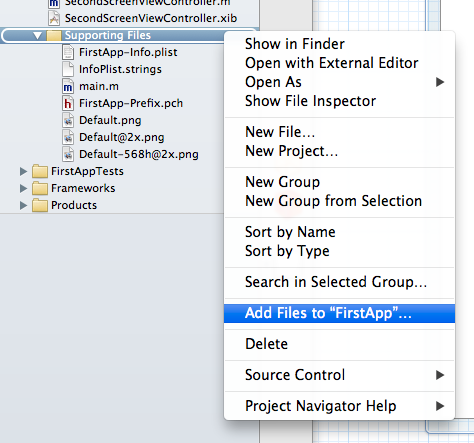 SecondScreenViewController.m
SecondScreenViewController.xib
Supporting Files
FirstApp-Info.plist
InfoPlist.strings
main.m
FirstApp-Prefix.pch
Default.png
Default@2x.png
Default-568h@2x.png
FirstAppTests
Frameworks
Products
Show in Finder
Open with External Editor
Open As
Show File Inspector
New File...
New Project...
New Group
New Group from Selection
Sort by Name
Sort by Type
Search in Selected Group...
Add Files to “FirstApp”...
Delete
Source Control
Project Navigator Help